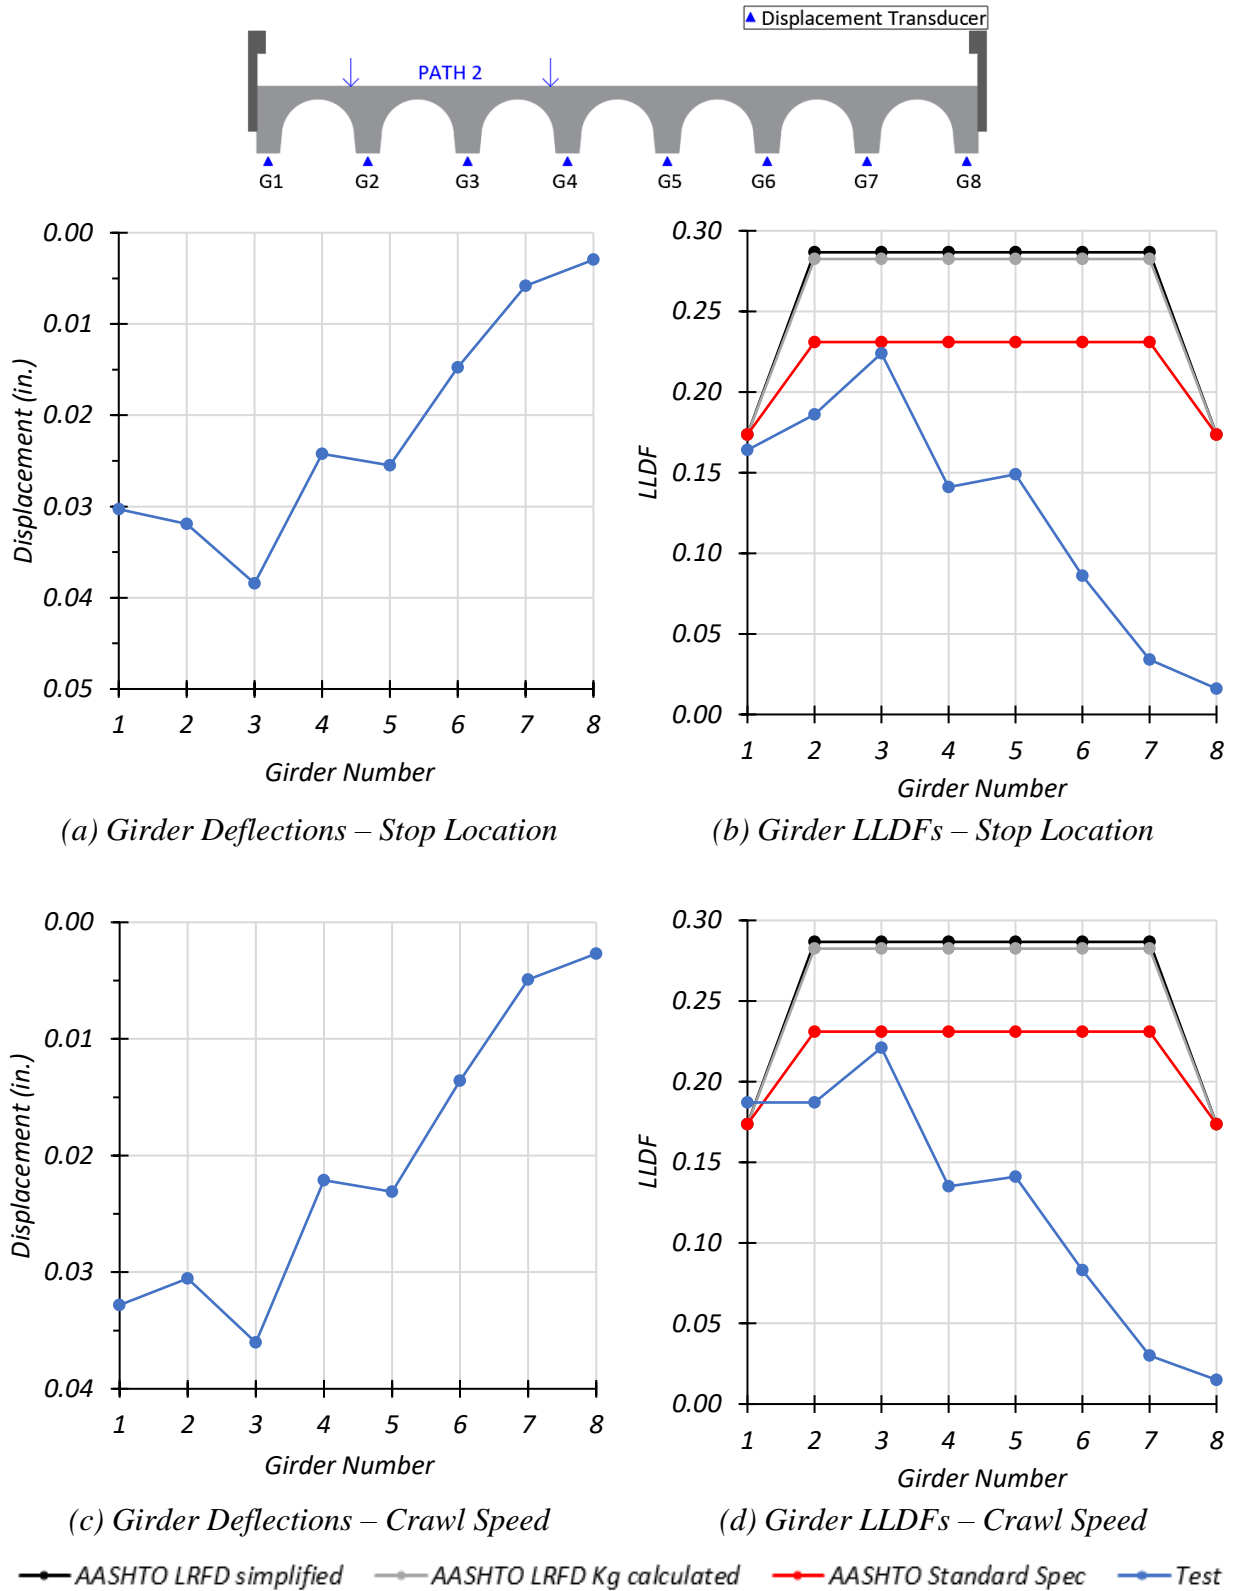 ▲ Displacement Transducer
PATH 2
G1 G2 G3 G4 G5 G6 G7 G8
0.00
0.01
0.02
0.03
0.04
0.05
Displacement (in.)
1 2 3 4 5 6 7 8
Girder Number
(a) Girder Deflections – Stop Location
0.30
0.25
0.20
0.15
0.10
0.05
0.00
LLDF
1 2 3 4 5 6 7 8
Girder Number
(b) Girder LLDFs – Stop Location
0.00
0.01
0.02
0.03
0.04
Displacement (in.)
1 2 3 4 5 6 7 8
Girder Number
(c) Girder Deflections – Crawl Speed
0.30
0.25
0.20
0.15
0.10
0.05
0.00
LLDF
1 2 3 4 5 6 7 8
Girder Number
(d) Girder LLDFs – Crawl Speed
AASHTO LRFD simplified AASHTO LRFD Kg calculated AASHTO Standard Spec Test